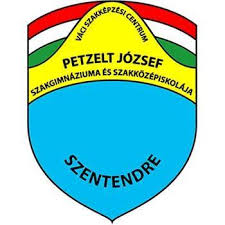 VÁCI SZAKKÉPZÉSI CENTRUM
PETZELT JÓZSEF
SZAKGIMNÁZIUMA ÉS SZAKKÖZÉPISKOLÁJA
SZENTENDRE